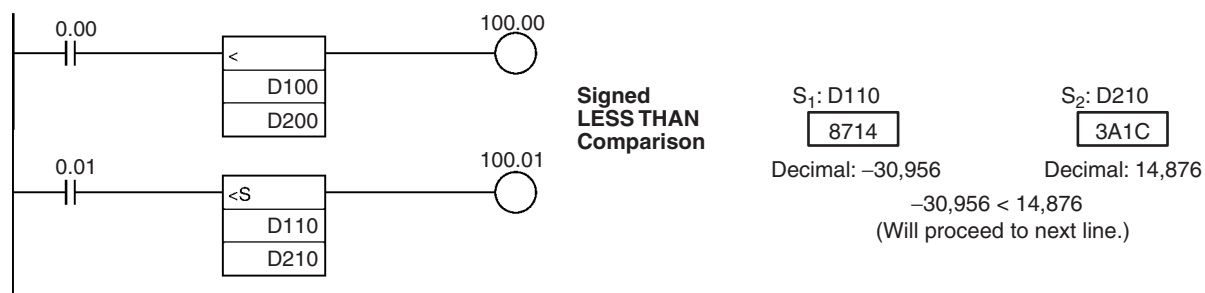 0.00
100.00
<
D100
D200
0.01
100.01
<S
D110
D210
Signed
LESS THAN
Comparison
S₁: D110
S₂: D210
8714
3A1C
Decimal: −30,956
Decimal: 14,876
−30,956 < 14,876
(Will proceed to next line.)